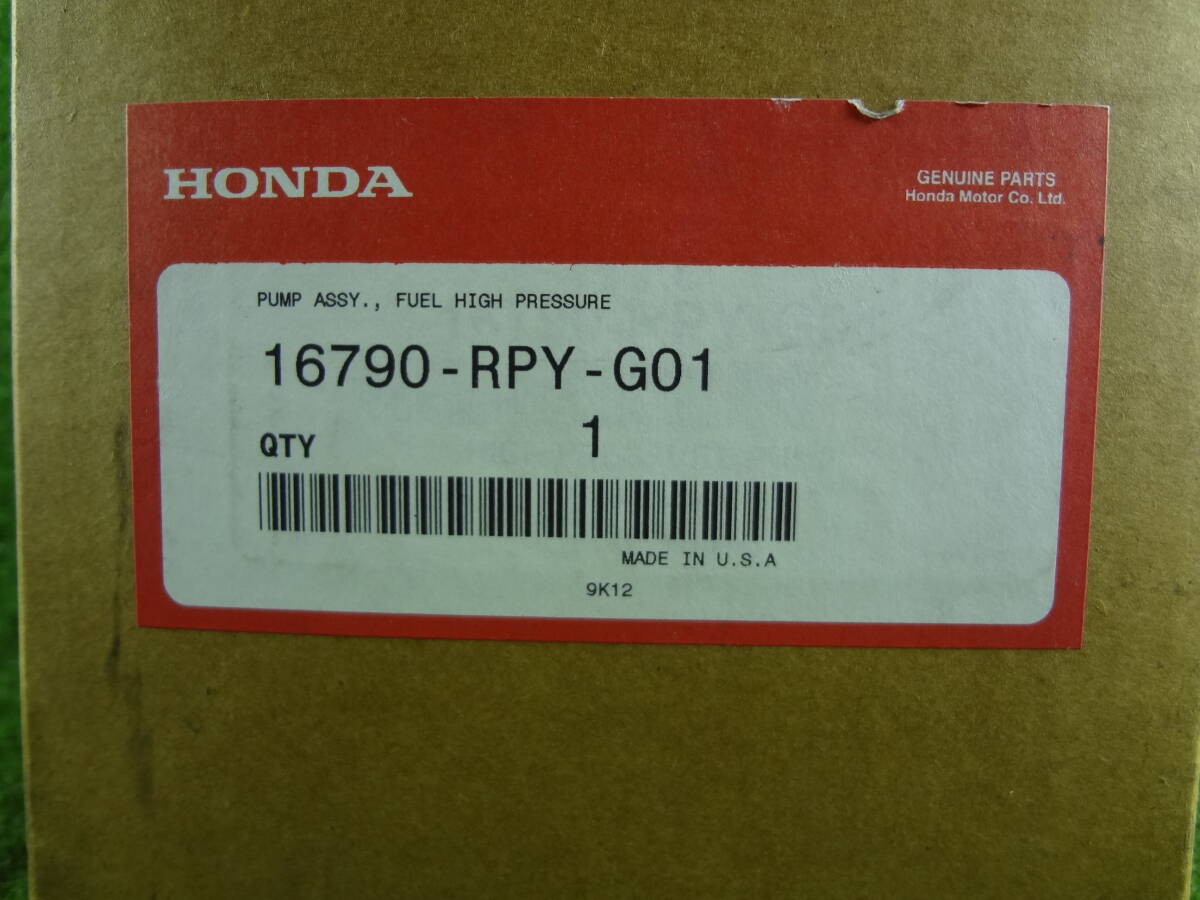 HONDA
GENUINE PARTS
Honda Motor Co. Ltd.
PUMP ASSY., FUEL HIGH PRESSURE
16790-RPY-G01
QTY 1
MADE IN U.S.A
9K12